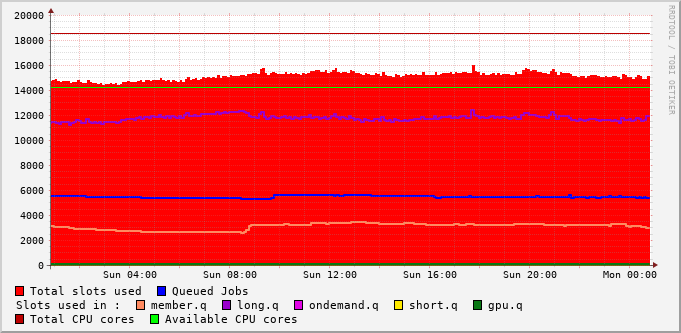 20000
18000
16000
14000
12000
10000
8000
6000
4000
2000
0
Sun 04:00 Sun 08:00 Sun 12:00 Sun 16:00 Sun 20:00 Mon 00:00
RRDTOOL / TOBI OETIKER
Total slots used Queued Jobs
Slots used in : member.q long.q ondemand.q short.q gpu.q
Total CPU cores Available CPU cores